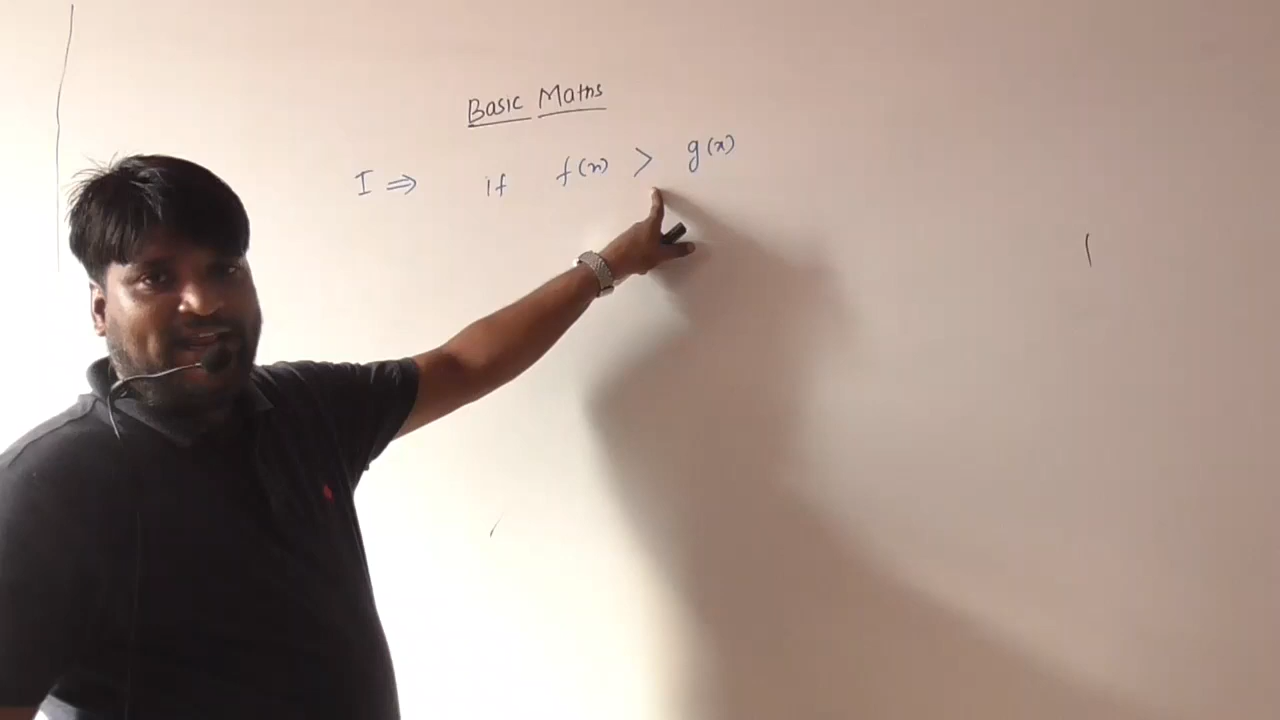 Basic Maths
I ⇒ if f(x) > g(x)